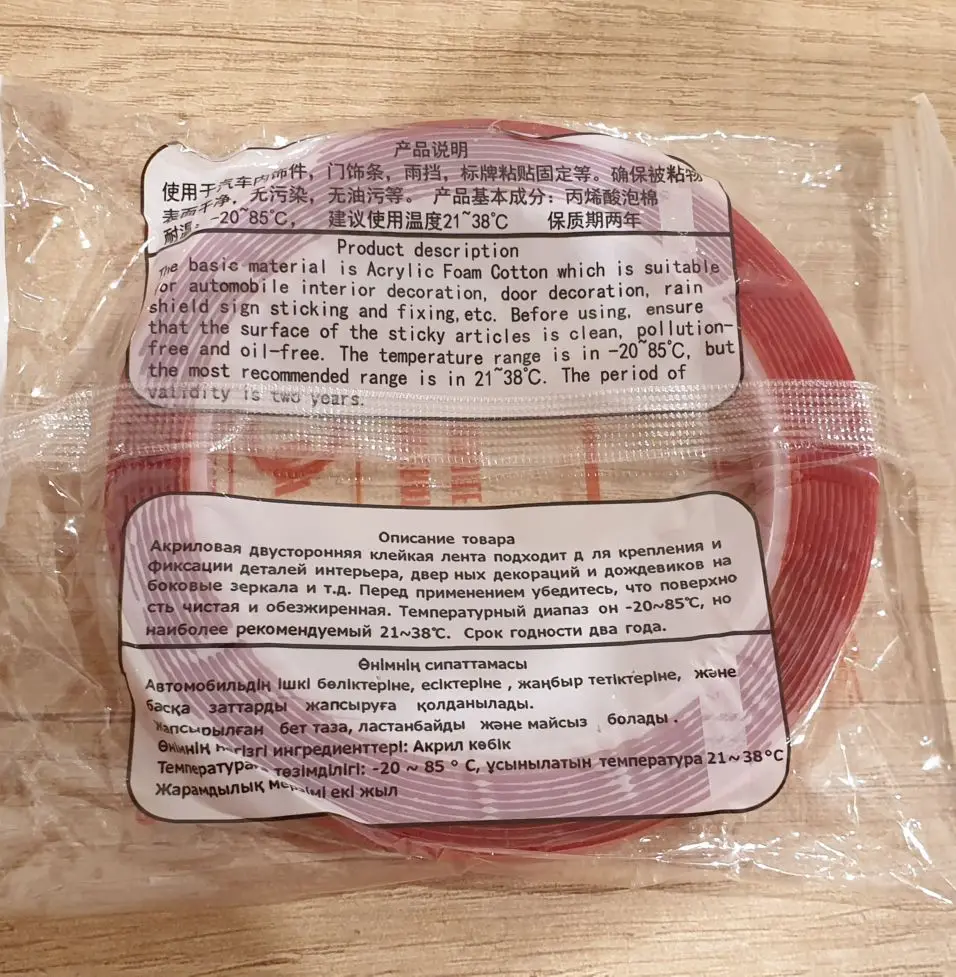 产品说明
使用于汽车内饰件，门饰条，雨挡，标牌粘贴固定等。确保被粘物
表面干净，无污染，无油污等。 产品基本成分：丙烯酸泡棉
耐温：-20~85℃， 建议使用温度21~38℃ 保质期两年
Product description
The basic material is Acrylic Foam Cotton which is suitable
for automobile interior decoration, door decoration, rain
shield sign sticking and fixing,etc. Before using, ensure
that the surface of the sticky articles is clean, pollution-
free and oil-free. The temperature range is in -20~85℃, but
the most recommended range is in 21~38℃. The period of
validity is two years.
Описание товара
Акриловая двусторонняя клейкая лента подходит д ля крепления и
фиксации деталей интерьера, двер ных декораций и дождевиков на
боковые зеркала и т.д. Перед применением убедитесь, что поверхно
сть чистая и обезжиренная. Температурный диапаз он -20~85℃, но
наиболее рекомендуемый 21~38℃. Срок годности два года.
Өнімнің сипаттамасы
Автомобильдің ішкі бөліктеріне, есіктеріне , жаңбыр тетіктеріне, және
басқа заттарды жапсыруға қолданылады.
Жапсырылған бет таза, ластанбайды және майсыз болады .
Өнімнің негізгі ингредиенттері: Акрил көбік
Температура төзімділігі: -20 ~ 85 ° C, ұсынылатын температура 21~38°C
Жарамдылық мерзімі екі жыл